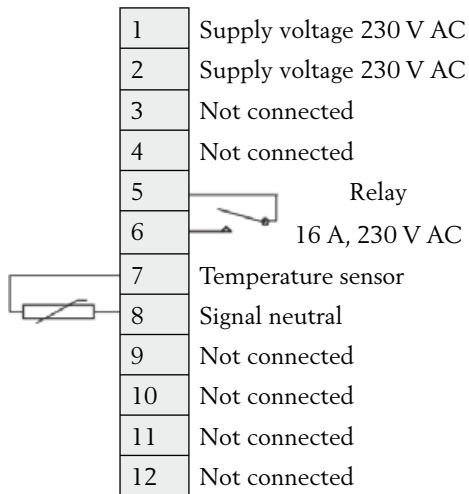 1 Supply voltage 230 V AC
2 Supply voltage 230 V AC
3 Not connected
4 Not connected
5 Relay
6 16 A, 230 V AC
7 Temperature sensor
8 Signal neutral
9 Not connected
10 Not connected
11 Not connected
12 Not connected